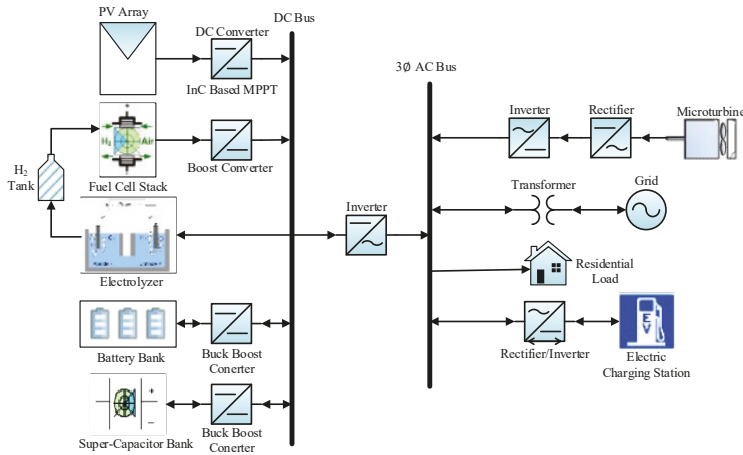 PV Array
DC Converter
InC Based MPPT
DC Bus
3Ø AC Bus
H2
Tank
H2
Air
Fuel Cell Stack
Boost Converter
Electrolyzer
Inverter
Battery Bank
Buck Boost
Conerter
Super-Capacitor Bank
Buck Boost
Conerter
Inverter
Rectifier
Microturbine
Transformer
Grid
Residential
Load
Rectifier/Inverter
EV
Electric
Charging Station